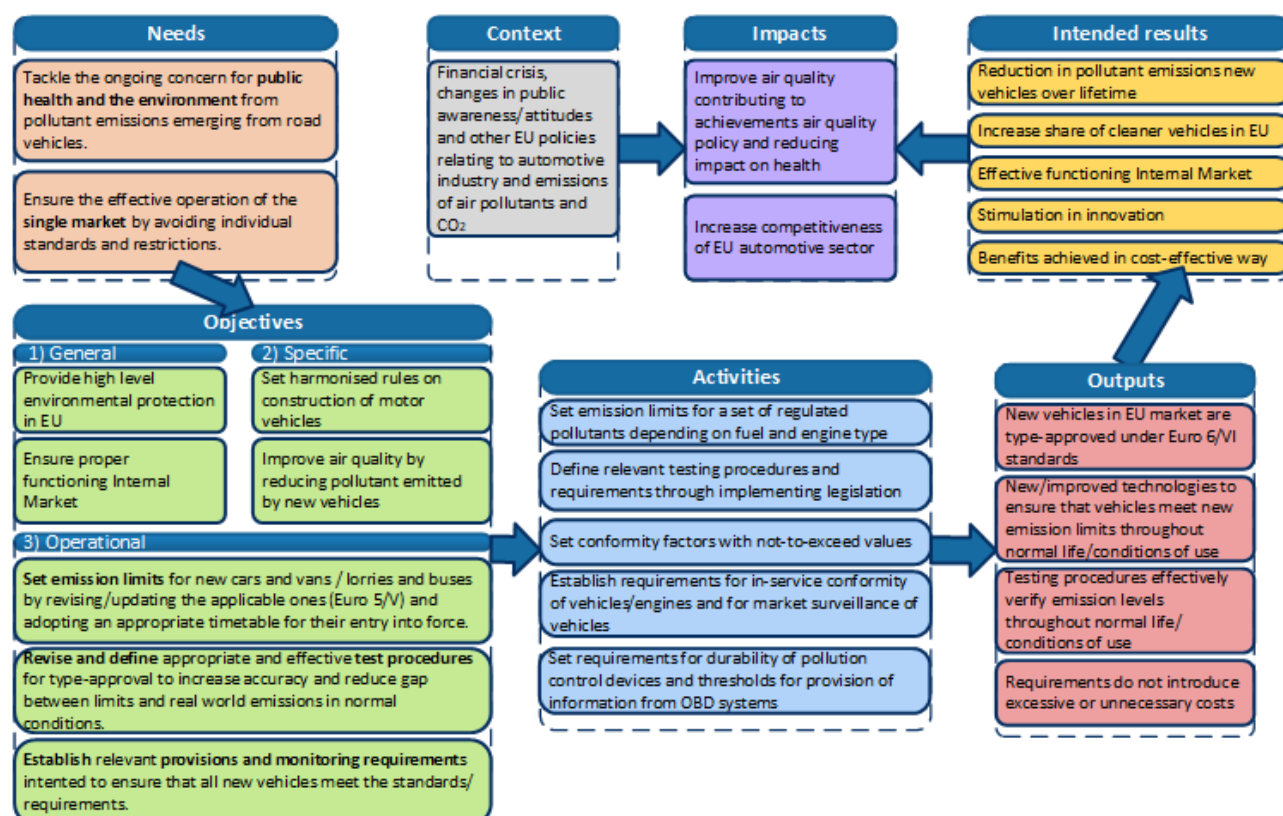 Needs
Tackle the ongoing concern for public
health and the environment from
pollutant emissions emerging from road
vehicles.
Ensure the effective operation of the
single market by avoiding individual
standards and restrictions.
Context
Financial crisis,
changes in public
awareness/attitudes
and other EU policies
relating to automotive
industry and emissions
of air pollutants and
CO₂
Impacts
Improve air quality
contributing to
achievements air quality
policy and reducing
impact on health
Increase competitiveness
of EU automotive sector
Intended results
Reduction in pollutant emissions new
vehicles over lifetime
Increase share of cleaner vehicles in EU
Effective functioning Internal Market
Stimulation in innovation
Benefits achieved in cost-effective way
Objectives
1) General
Provide high level
environmental protection
in EU
Ensure proper
functioning Internal
Market
2) Specific
Set harmonised rules on
construction of motor
vehicles
Improve air quality by
reducing pollutant emitted
by new vehicles
3) Operational
Set emission limits for new cars and vans / lorries and buses
by revising/updating the applicable ones (Euro 5/V) and
adopting an appropriate timetable for their entry into force.
Revise and define appropriate and effective test procedures
for type-approval to increase accuracy and reduce gap
between limits and real world emissions in normal
conditions.
Establish relevant provisions and monitoring requirements
intented to ensure that all new vehicles meet the standards/
requirements.
Activities
Set emission limits for a set of regulated
pollutants depending on fuel and engine type
Define relevant testing procedures and
requirements through implementing legislation
Set conformity factors with not-to-exceed values
Establish requirements for in-service conformity
of vehicles/engines and for market surveillance of
vehicles
Set requirements for durability of pollution
control devices and thresholds for provision of
information from OBD systems
Outputs
New vehicles in EU market are
type-approved under Euro 6/VI
standards
New/improved technologies to
ensure that vehicles meet new
emission limits throughout
normal life/conditions of use
Testing procedures effectively
verify emission levels
throughout normal life/
conditions of use
Requirements do not introduce
excessive or unnecessary costs